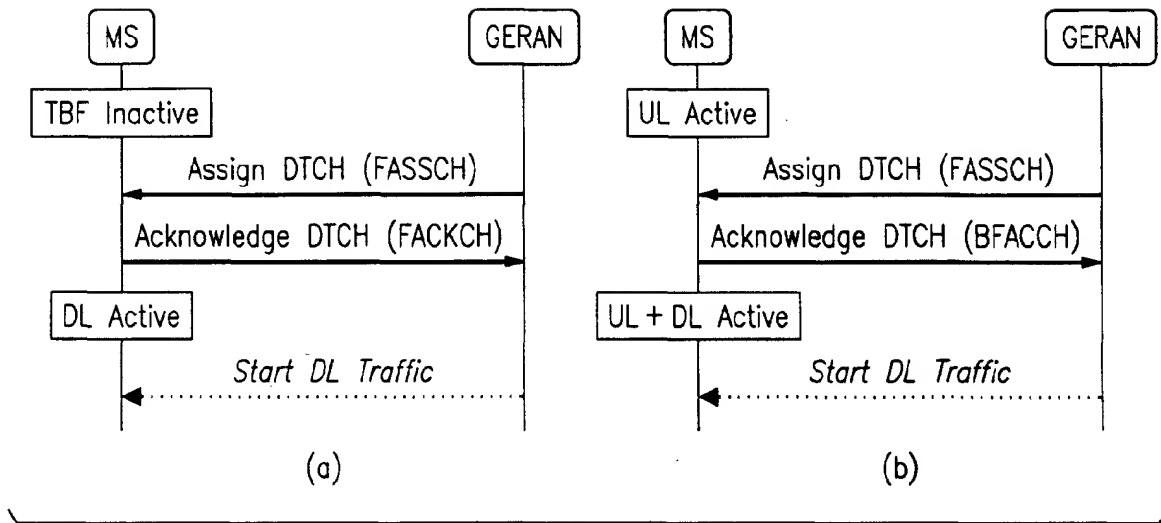 MS
GERAN
TBF Inactive
Assign DTCH (FASSCH)
Acknowledge DTCH (FACKCH)
DL Active
Start DL Traffic
(a)
MS
GERAN
UL Active
Assign DTCH (FASSCH)
Acknowledge DTCH (BFACCH)
UL + DL Active
Start DL Traffic
(b)